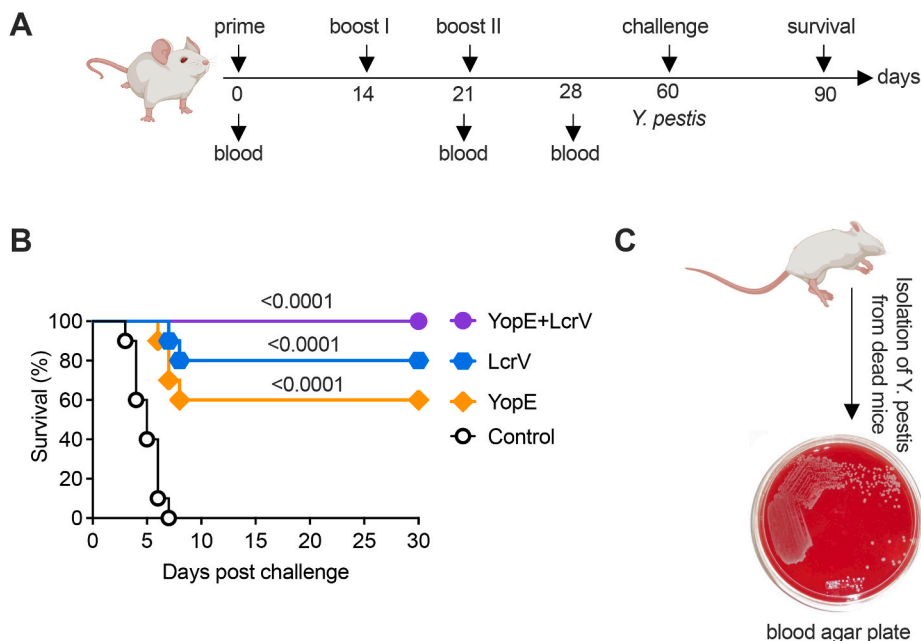 A
prime
boost I
boost II
challenge
survival
days
0
14
21
28
60
90
Y. pestis
blood
blood
blood
B
<0.0001
<0.0001
<0.0001
100
80
60
40
20
0
Survival (%)
0
5
10
15
20
25
30
Days post challenge
YopE+LcrV
LcrV
YopE
Control
C
Isolation of Y. pestis
from dead mice
blood agar plate